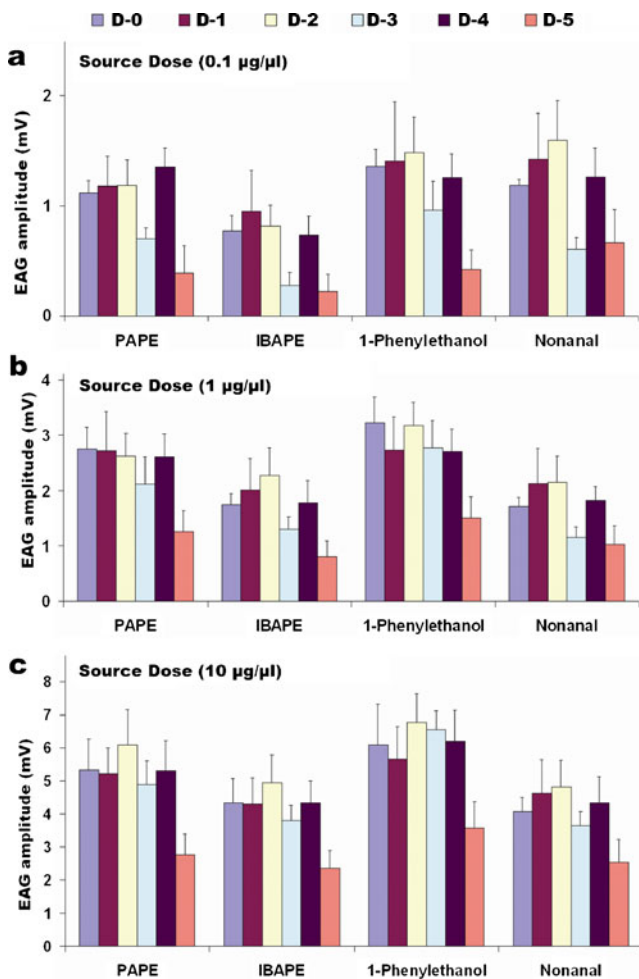 D-0 D-1 D-2 D-3 D-4 D-5
a
Source Dose (0.1 µg/µl)
EAG amplitude (mV)
2
1
0
PAPE IBAPE 1-Phenylethanol Nonanal
b
Source Dose (1 µg/µl)
EAG amplitude (mV)
4
3
2
1
0
PAPE IBAPE 1-Phenylethanol Nonanal
c
Source Dose (10 µg/µl)
EAG amplitude (mV)
8
7
6
5
4
3
2
1
0
PAPE IBAPE 1-Phenylethanol Nonanal